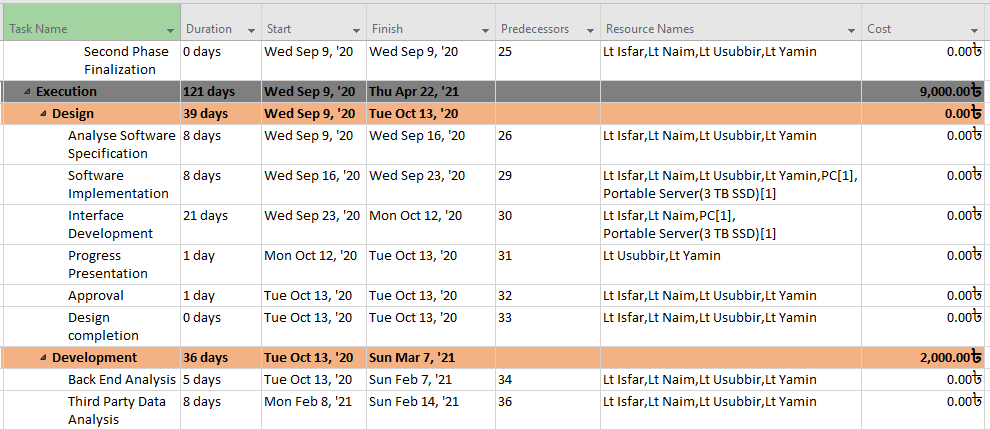 Task Name Duration Start Finish Predecessors Resource Names Cost
Second Phase Finalization 0 days Wed Sep 9, '20 Wed Sep 9, '20 25 Lt Isfar,Lt Naim,Lt Usubbir,Lt Yamin 0.00৳
Execution 121 days Wed Sep 9, '20 Thu Apr 22, '21 9,000.00৳
Design 39 days Wed Sep 9, '20 Tue Oct 13, '20 0.00৳
Analyse Software Specification 8 days Wed Sep 9, '20 Wed Sep 16, '20 26 Lt Isfar,Lt Naim,Lt Usubbir,Lt Yamin 0.00৳
Software Implementation 8 days Wed Sep 16, '20 Wed Sep 23, '20 29 Lt Isfar,Lt Naim,Lt Usubbir,Lt Yamin,PC[1], Portable Server(3 TB SSD)[1] 0.00৳
Interface Development 21 days Wed Sep 23, '20 Mon Oct 12, '20 30 Lt Isfar,Lt Naim,PC[1], Portable Server(3 TB SSD)[1] 0.00৳
Progress Presentation 1 day Mon Oct 12, '20 Tue Oct 13, '20 31 Lt Usubbir,Lt Yamin 0.00৳
Approval 1 day Tue Oct 13, '20 Tue Oct 13, '20 32 Lt Isfar,Lt Naim,Lt Usubbir,Lt Yamin 0.00৳
Design completion 0 days Tue Oct 13, '20 Tue Oct 13, '20 33 Lt Isfar,Lt Naim,Lt Usubbir,Lt Yamin 0.00৳
Development 36 days Tue Oct 13, '20 Sun Mar 7, '21 2,000.00৳
Back End Analysis 5 days Tue Oct 13, '20 Sun Feb 7, '21 34 Lt Isfar,Lt Naim,Lt Usubbir,Lt Yamin 0.00৳
Third Party Data Analysis 8 days Mon Feb 8, '21 Sun Feb 14, '21 36 Lt Isfar,Lt Naim,Lt Usubbir,Lt Yamin 0.00৳